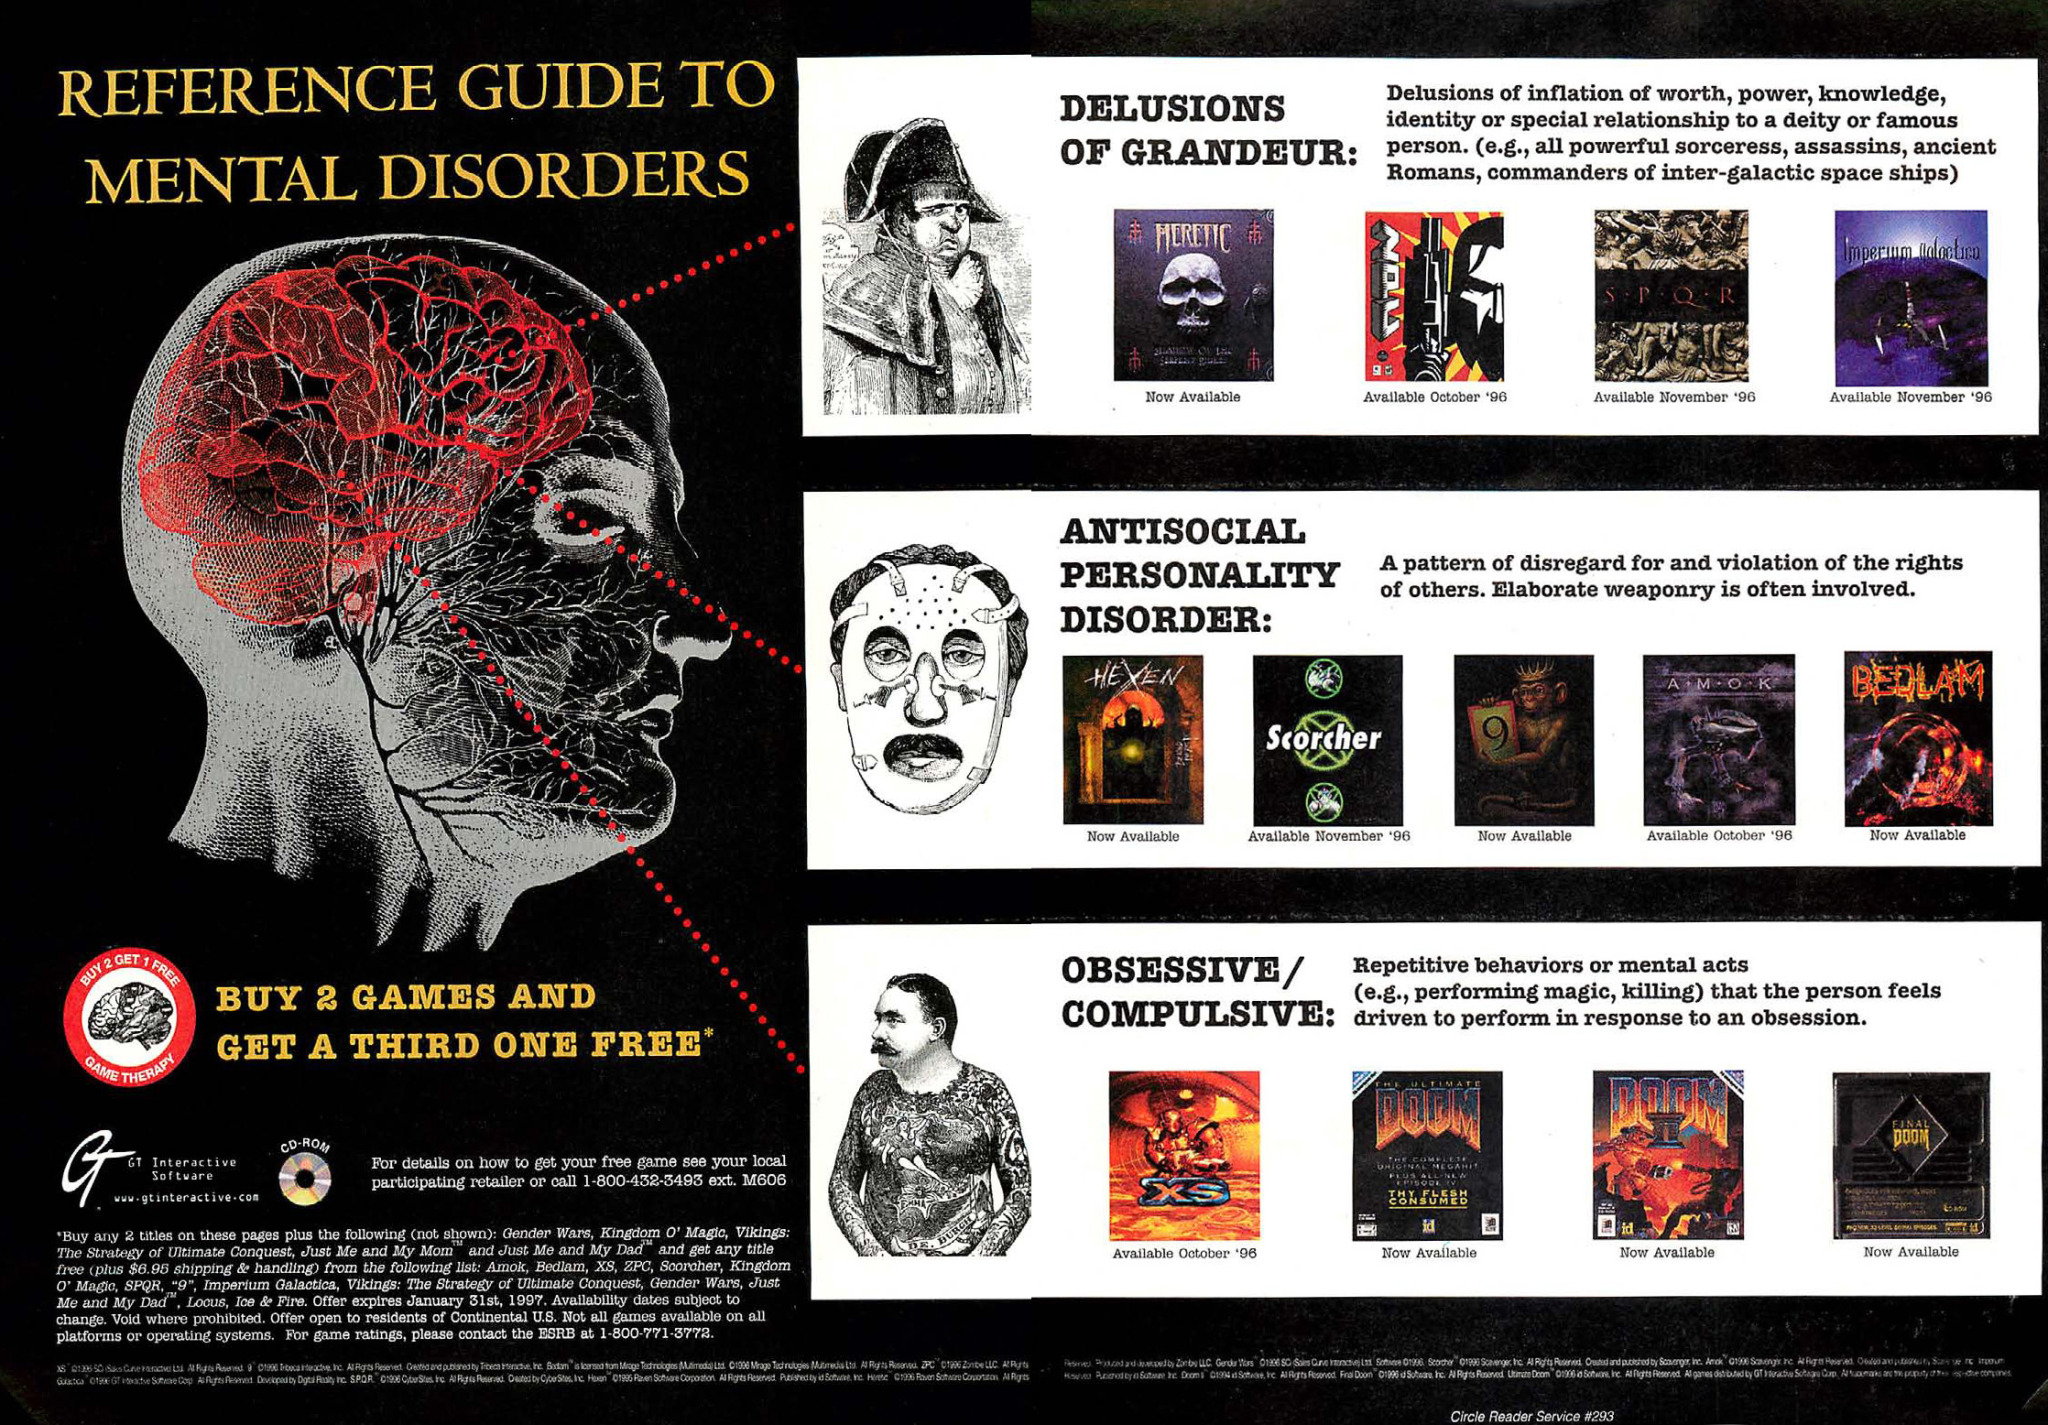 REFERENCE GUIDE TO
MENTAL DISORDERS
BUY 2 GET 1 FREE
GAME THERAPY
BUY 2 GAMES AND
GET A THIRD ONE FREE*
GT Interactive
Software
www.gtinteractive.com
CD-ROM
For details on how to get your free game see your local
participating retailer or call 1-800-432-3493 ext. M606
*Buy any 2 titles on these pages plus the following (not shown): Gender Wars, Kingdom O' Magic, Vikings:
The Strategy of Ultimate Conquest, Just Me and My Mom™ and Just Me and My Dad™ and get any title
free (plus $6.95 shipping & handling) from the following list: Amok, Bedlam, XS, ZPC, Scorcher, Kingdom
O' Magic, SPQR, "9", Imperium Galactica, Vikings: The Strategy of Ultimate Conquest, Gender Wars, Just
Me and My Dad™, Locus, Ice & Fire. Offer expires January 31st, 1997. Availability dates subject to
change. Void where prohibited. Offer open to residents of Continental U.S. Not all games available on all
platforms or operating systems. For game ratings, please contact the ESRB at 1-800-771-3772.
DELUSIONS
OF GRANDEUR:
Delusions of inflation of worth, power, knowledge,
identity or special relationship to a deity or famous
person. (e.g., all powerful sorceress, assassins, ancient
Romans, commanders of inter-galactic space ships)
HERETIC
Now Available
Available October '96
S·P·Q·R
Available November '96
Imperium Galactica
Available November '96
ANTISOCIAL
PERSONALITY
DISORDER:
A pattern of disregard for and violation of the rights
of others. Elaborate weaponry is often involved.
HEXEN
Now Available
Scorcher
Available November '96
9
Now Available
A·M·O·K
Available October '96
BEDLAM
Now Available
OBSESSIVE/
COMPULSIVE:
Repetitive behaviors or mental acts
(e.g., performing magic, killing) that the person feels
driven to perform in response to an obsession.
XS
Available October '96
THE ULTIMATE
DOOM
THE COMPLETE
ORIGINAL MEGAHIT
PLUS ALL-NEW
EPISODE IV
THY FLESH
CONSUMED
id
Now Available
DOOM
II
id
Now Available
FINAL
DOOM
id
Now Available
Circle Reader Service #293